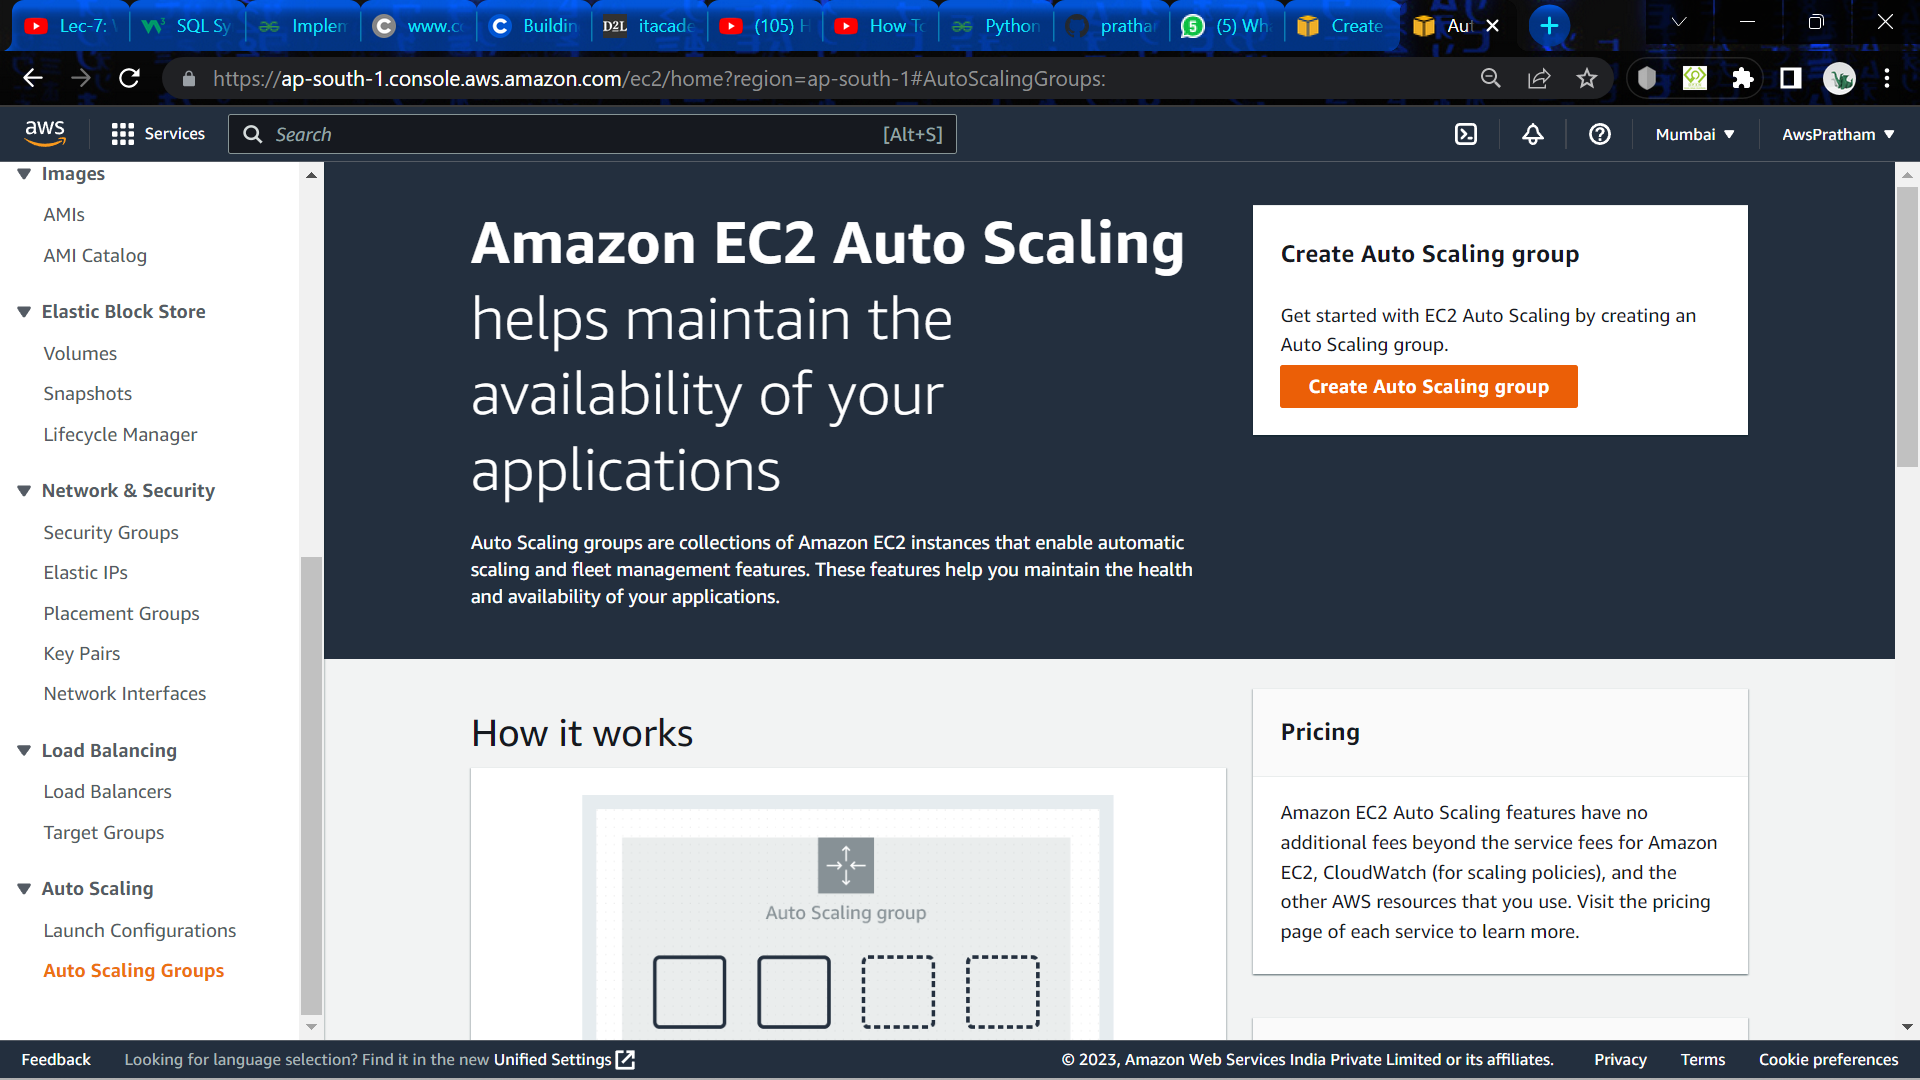 Lec-7:
SQL Sy
Implem
www.c
Buildin
D2L itacade
(105) H
How To
Python
prathar
(5) Wh
Create
Aut
https://ap-south-1.console.aws.amazon.com/ec2/home?region=ap-south-1#AutoScalingGroups:
aws
Services
Search
[Alt+S]
Mumbai
AwsPratham
Images
AMIs
AMI Catalog
Elastic Block Store
Volumes
Snapshots
Lifecycle Manager
Network & Security
Security Groups
Elastic IPs
Placement Groups
Key Pairs
Network Interfaces
Load Balancing
Load Balancers
Target Groups
Auto Scaling
Launch Configurations
Auto Scaling Groups
Amazon EC2 Auto Scaling
helps maintain the
availability of your
applications
Auto Scaling groups are collections of Amazon EC2 instances that enable automatic
scaling and fleet management features. These features help you maintain the health
and availability of your applications.
Create Auto Scaling group
Get started with EC2 Auto Scaling by creating an
Auto Scaling group.
Create Auto Scaling group
How it works
Auto Scaling group
Pricing
Amazon EC2 Auto Scaling features have no
additional fees beyond the service fees for Amazon
EC2, CloudWatch (for scaling policies), and the
other AWS resources that you use. Visit the pricing
page of each service to learn more.
Feedback
Looking for language selection? Find it in the new Unified Settings
© 2023, Amazon Web Services India Private Limited or its affiliates.
Privacy
Terms
Cookie preferences